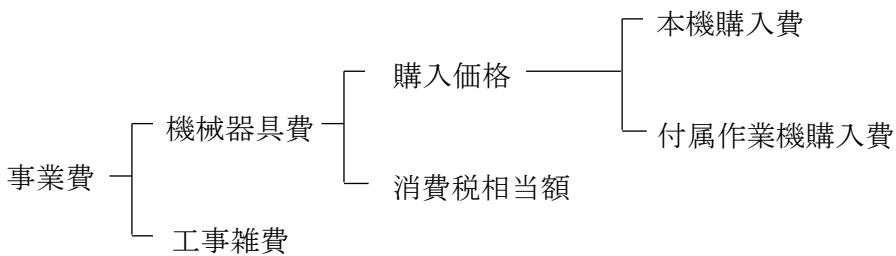 本機購入費
購入価格
機械器具費
付属作業機購入費
事業費
消費税相当額
工事雑費